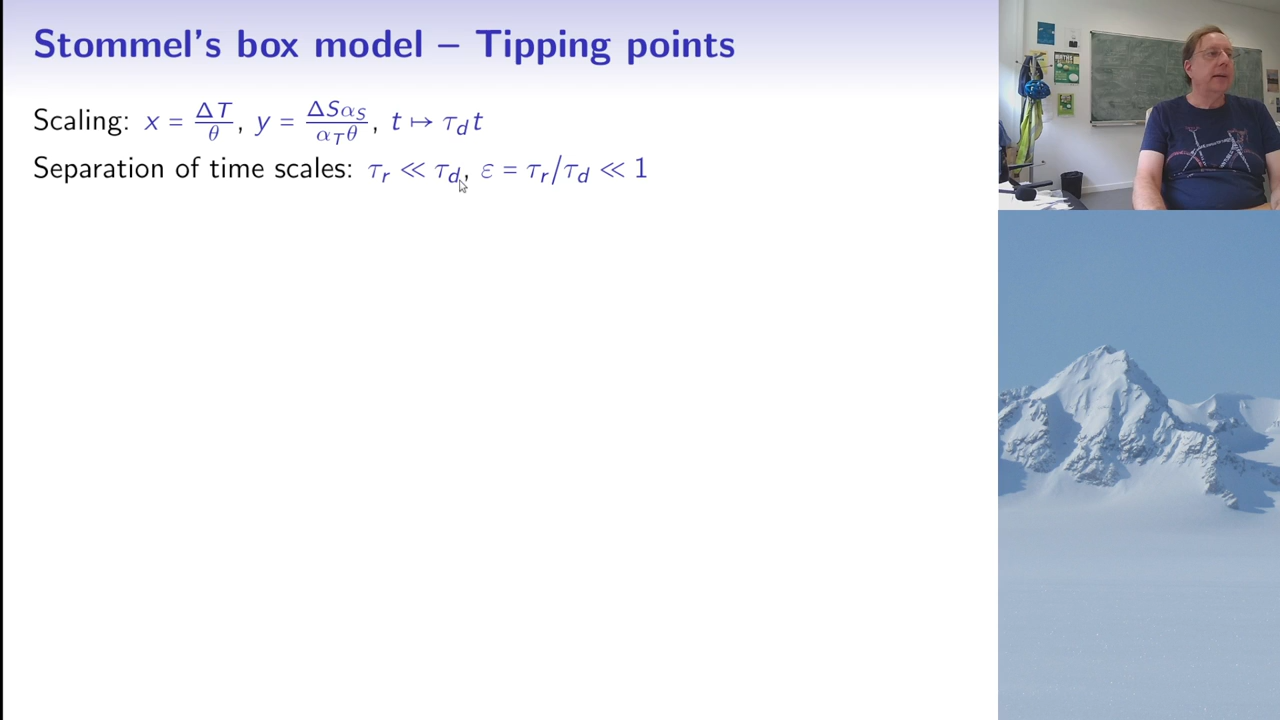 Stommel's box model – Tipping points
Scaling: x = ΔT/θ, y = ΔSα_S/α_Tθ, t ↦ τ_d t
Separation of time scales: τ_r ≪ τ_d, ε = τ_r/τ_d ≪ 1